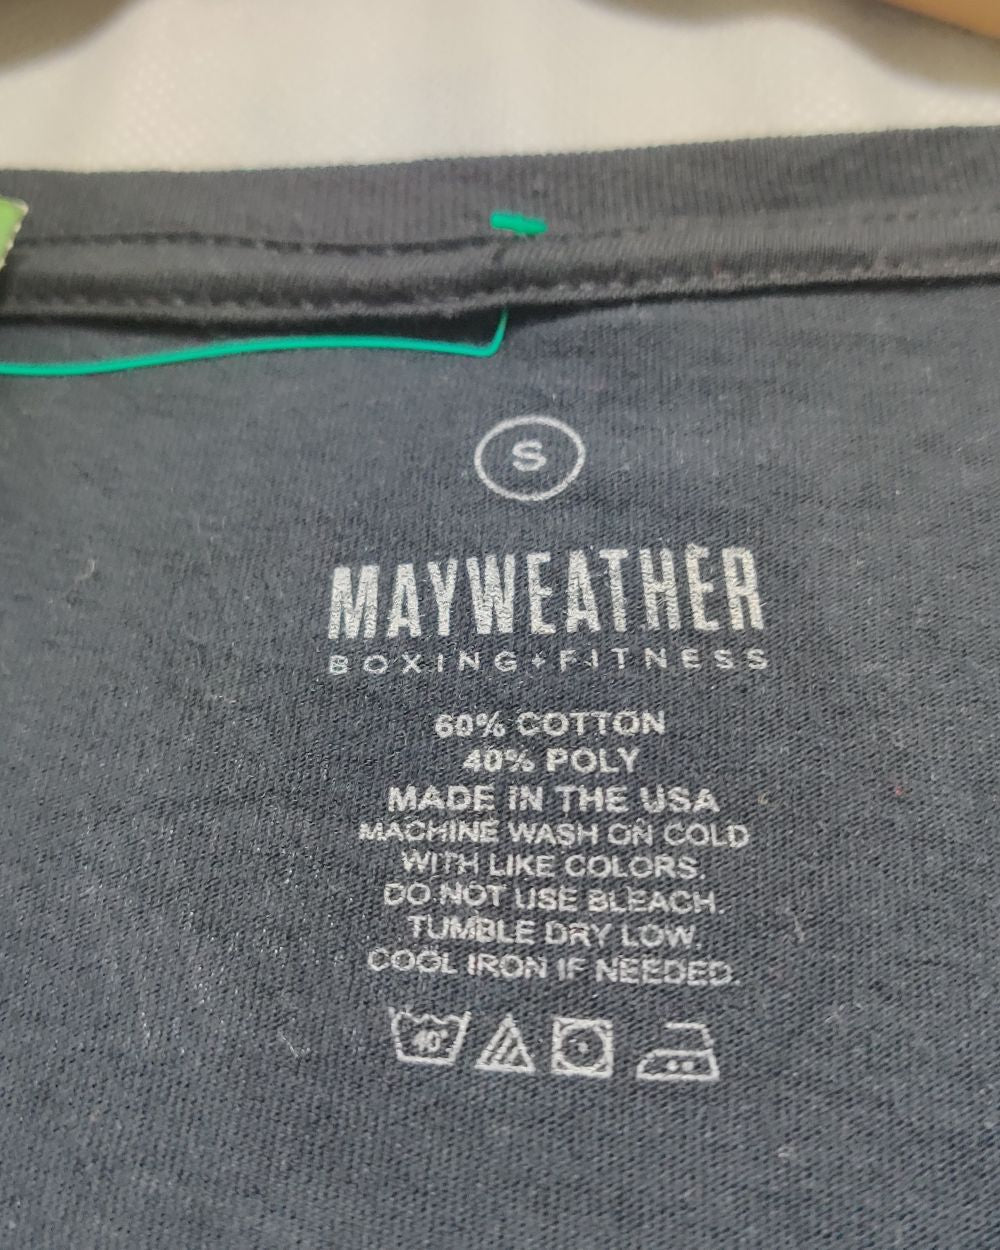 S
MAYWEATHER
BOXING+FITNESS
60% COTTON
40% POLY
MADE IN THE USA
MACHINE WASH ON COLD
WITH LIKE COLORS.
DO NOT USE BLEACH.
TUMBLE DRY LOW.
COOL IRON IF NEEDED.
40°